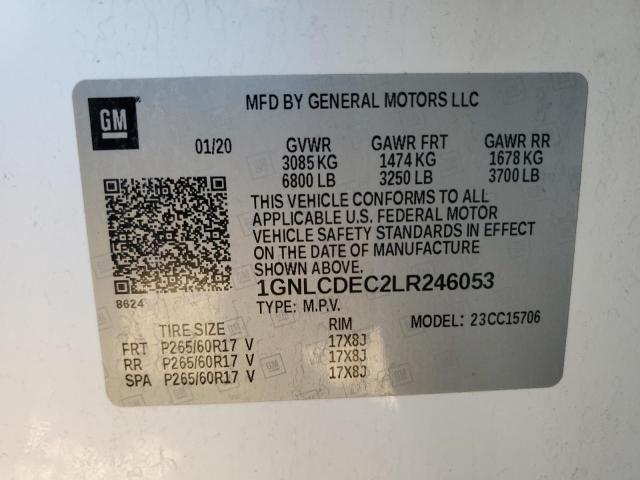 GM
MFD BY GENERAL MOTORS LLC
01/20 GVWR GAWR FRT GAWR RR
3085 KG 1474 KG 1678 KG
6800 LB 3250 LB 3700 LB
THIS VEHICLE CONFORMS TO ALL
APPLICABLE U.S. FEDERAL MOTOR
VEHICLE SAFETY STANDARDS IN EFFECT
ON THE DATE OF MANUFACTURE
SHOWN ABOVE.
8624 1GNLCDEC2LR246053
TYPE: M.P.V.
MODEL: 23CC15706
TIRE SIZE RIM
FRT P265/60R17 V 17X8J
RR P265/60R17 V 17X8J
SPA P265/60R17 V 17X8J